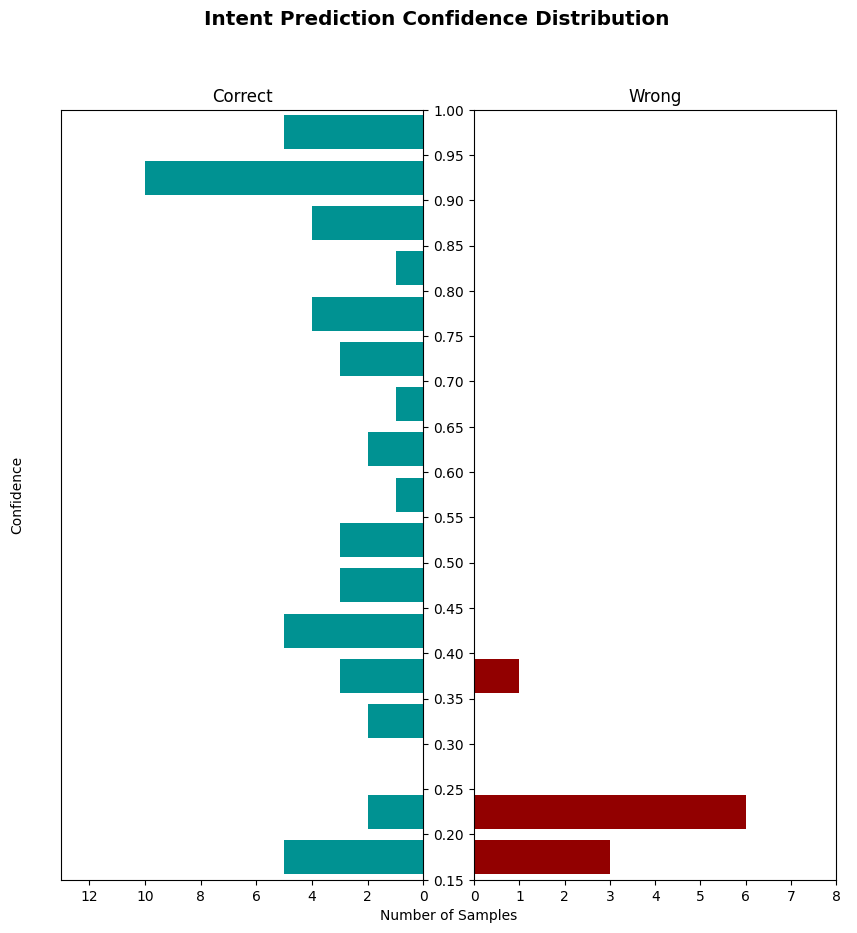 Intent Prediction Confidence Distribution
Correct
Wrong
1.00
0.95
0.90
0.85
0.80
0.75
0.70
0.65
0.60
0.55
0.50
0.45
0.40
0.35
0.30
0.25
0.20
0.15
Confidence
12 10 8 6 4 2 0
0 1 2 3 4 5 6 7 8
Number of Samples